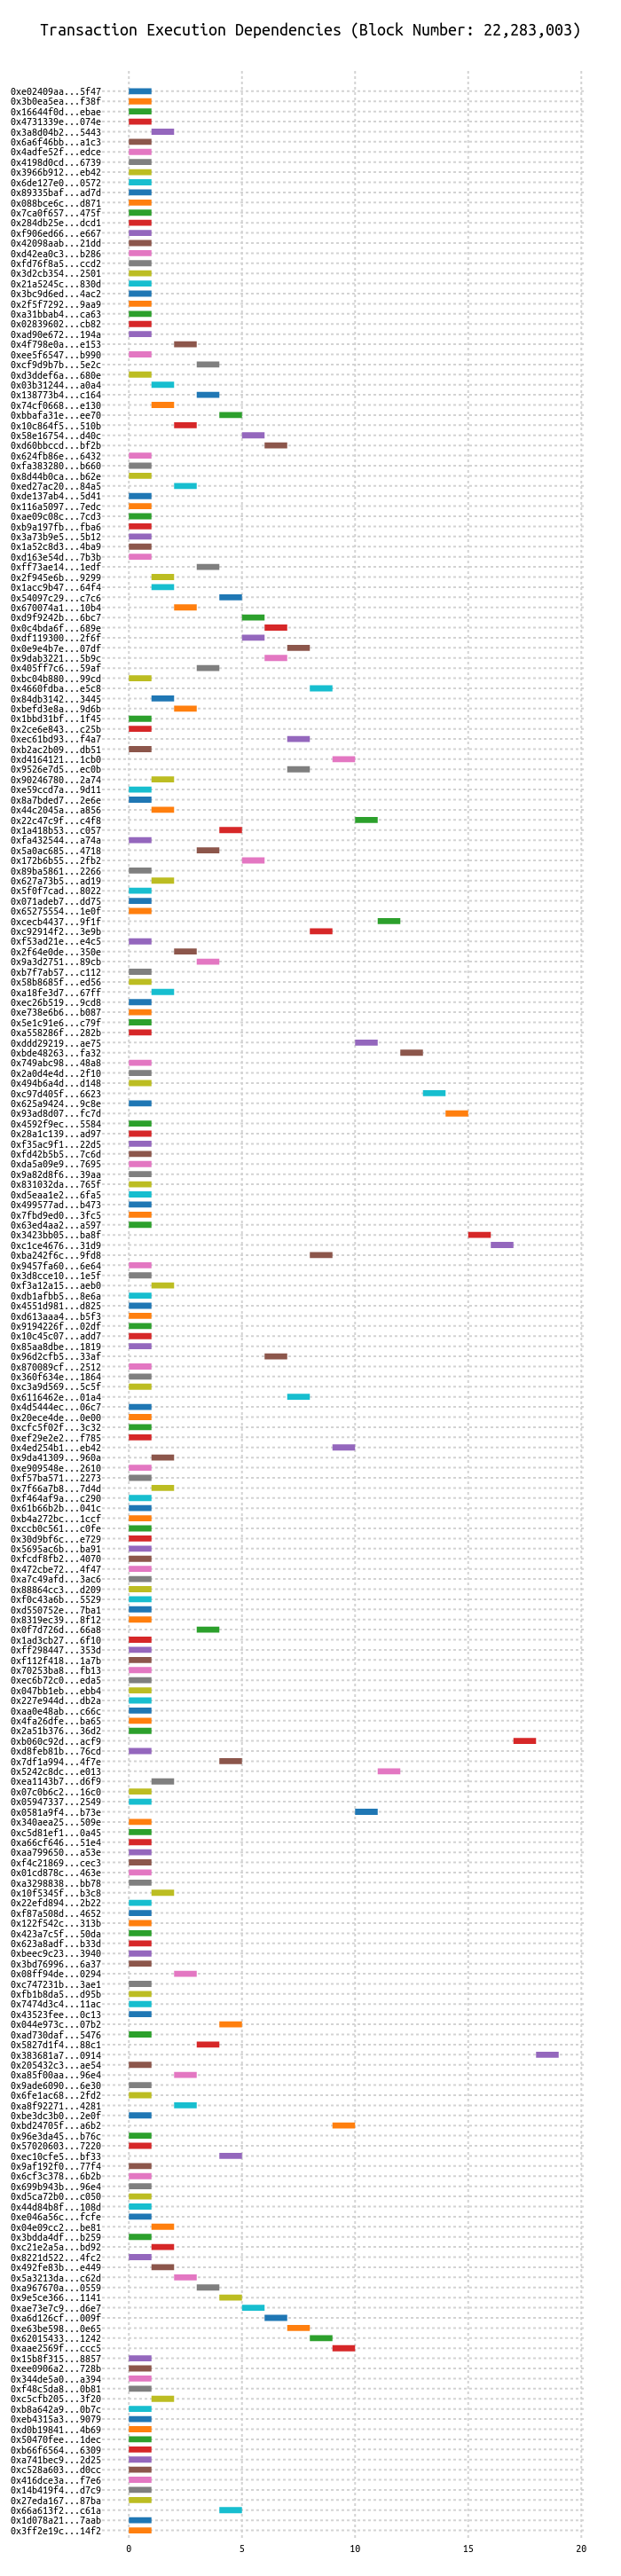 Transaction Execution Dependencies (Block Number: 22,283,003)
0xe02409aa...5f47
0x3b0ea5ea...f38f
0x16644f0d...ebae
0x4731339e...074e
0x3a8d04b2...5443
0x6a6f46bb...a1c3
0x4adfe52f...edce
0x4198d0cd...6739
0x3966b912...eb42
0x6de127e0...0572
0x89335baf...ad7d
0x088bce6c...d871
0x7ca0f657...475f
0x284db25e...dcd1
0xf906ed66...e667
0x42098aab...21dd
0xd42ea0c3...b286
0xfd76f8a5...ccd2
0x3d2cb354...2501
0x21a5245c...830d
0x3bc9d6ed...4ac2
0x2f5f7292...9aa9
0xa31bbab4...ca63
0x02839602...cb82
0xad90e672...194a
0x4f798e0a...e153
0xee5f6547...b990
0xcf9d9b7b...5e2c
0xd3ddef6a...680e
0x03b31244...a0a4
0x138773b4...c164
0x74cf0668...e130
0xbbafa31e...ee70
0x10c864f5...510b
0x58e16754...d40c
0xd60bbccd...bf2b
0x624fb86e...6432
0xfa383280...b660
0x8d44b0ca...b62e
0xed27ac20...84a5
0xde137ab4...5d41
0x116a5097...7edc
0xae09c08c...7cd3
0xb9a197fb...fba6
0x3a73b9e5...5b12
0x1a52c8d3...4ba9
0xd163e54d...7b3b
0xff73ae14...1edf
0x2f945e6b...9299
0x1acc9b47...64f4
0x54097c29...c7c6
0x670074a1...10b4
0xd9f9242b...6bc7
0x0c4bda6f...689e
0xdf119300...2f6f
0x0e9e4b7e...07df
0x9dab3221...5b9c
0x405ff7c6...59af
0xbc04b880...99cd
0x4660fdba...e5c8
0x84db3142...3445
0xbefd3e8a...9d6b
0x1bbd31bf...1f45
0x2ce6e843...c25b
0xec61bd93...f4a7
0xb2ac2b09...db51
0xd4164121...1cb0
0x9526e7d5...ec0b
0x90246780...2a74
0xe59ccd7a...9d11
0x8a7bded7...2e6e
0x44c2045a...a856
0x22c47c9f...c4f8
0x1a418b53...c057
0xfa432544...a74a
0x5a0ac685...4718
0x172b6b55...2fb2
0x89ba5861...2266
0x627a73b5...ad19
0x5f0f7cad...8022
0x071adeb7...dd75
0x65275554...1e0f
0xcecb4437...9f1f
0xc92914f2...3e9b
0xf53ad21e...e4c5
0x2f64e0de...350e
0x9a3d2751...89cb
0xb7f7ab57...c112
0x58b8685f...ed56
0xa18fe3d7...67ff
0xec26b519...9cd8
0xe738e6b6...b087
0x5e1c91e6...c79f
0xa558286f...282b
0xddd29219...ae75
0xbde48263...fa32
0x749abc98...48a8
0x2a0d4e4d...2f10
0x494b6a4d...d148
0xc97d405f...6623
0x625a9424...9c8e
0x93ad8d07...fc7d
0x4592f9ec...5584
0x28a1c139...ad97
0xf35ac9f1...22d5
0xfd42b5b5...7c6d
0xda5a09e9...7695
0x9a82d8f6...39aa
0x831032da...765f
0xd5eaa1e2...6fa5
0x499577ad...b473
0x7fbd9ed0...3fc5
0x63ed4aa2...a597
0x3423bb05...ba8f
0xc1ce4676...31d9
0xba242f6c...9fd8
0x9457fa60...6e64
0x3d8cce10...1e5f
0xf3a12a15...aeb0
0xdb1afbb5...8e6a
0x4551d981...d825
0xd613aaa4...b5f3
0x9194226f...02df
0x10c45c07...add7
0x85aa8dbe...1819
0x96d2cfb5...33af
0x870089cf...2512
0x360f634e...1864
0xc3a9d569...5c5f
0x6116462e...01a4
0x4d5444ec...06c7
0x20ece4de...0e00
0xcfc5f02f...3c32
0xef29e2e2...f785
0x4ed254b1...eb42
0x9da41309...960a
0xe909548e...2610
0xf57ba571...2273
0x7f66a7b8...7d4d
0xf464af9a...c290
0x61b66b2b...041c
0xb4a272bc...1ccf
0xccb0c561...c0fe
0x30d9bf6c...e729
0x5695ac6b...ba91
0xfcdf8fb2...4070
0x472cbe72...4f47
0xa7c49afd...3ac6
0x88864cc3...d209
0xf0c43a6b...5529
0xd550752e...7ba1
0x8319ec39...8f12
0x0f7d726d...66a8
0x1ad3cb27...6f10
0xff298447...353d
0xf112f418...1a7b
0x70253ba8...fb13
0xec6b72c0...eda5
0x047bb1eb...ebb4
0x227e944d...db2a
0xaa0e48ab...c66c
0x4fa26dfe...ba65
0x2a51b376...36d2
0xb060c92d...acf9
0xd8feb81b...76cd
0x7df1a994...4f7e
0x5242c8dc...e013
0xea1143b7...d6f9
0x07c0b6c2...16c0
0x05947337...2549
0x0581a9f4...b73e
0x340aea25...509e
0xc5d81ef1...0a45
0xa66cf646...51e4
0xaa799650...a53e
0xf4c21869...cec3
0x01cd878c...463e
0xa3298838...bb78
0x10f5345f...b3c8
0x22efd894...2b22
0xf87a508d...4652
0x122f542c...313b
0x423a7c5f...50da
0x623a8adf...b33d
0xbeec9c23...3940
0x3bd76996...6a37
0x08ff94de...0294
0xc747231b...3ae1
0xfb1b8da5...d95b
0x7474d3c4...11ac
0x43523fee...0c13
0x044e973c...07b2
0xad730daf...5476
0x5827d1f4...88c1
0x383681a7...0914
0x205432c3...ae54
0xa85f00aa...96e4
0x9ade6090...6e30
0x6fe1ac68...2fd2
0xa8f92271...4281
0xbe3dc3b0...2e0f
0xbd24705f...a6b2
0x96e3da45...b76c
0x57020603...7220
0xec10cfe5...bf33
0x9af192f0...77f4
0x6cf3c378...6b2b
0x699b943b...96e4
0xd5ca72b0...c050
0x44d84b8f...108d
0xe046a56c...fcfe
0x04e09cc2...be81
0x3bdda4df...b259
0xc21e2a5a...bd92
0x8221d522...4fc2
0x492fe83b...e449
0x5a3213da...c62d
0xa967670a...0559
0x9e5ce366...1141
0xae73e7c9...d6e7
0xa6d126cf...009f
0xe63be598...0e65
0x62015433...1242
0xaae2569f...ccc5
0x15b8f315...8857
0xee0906a2...728b
0x344de5a0...a394
0xf48c5da8...0b81
0xc5cfb205...3f20
0xb8a642a9...0b7c
0xeb4315a3...9079
0xd0b19841...4b69
0x50470fee...1dec
0xb66f6564...6309
0xa741bec9...2d25
0xc528a603...d0cc
0x416dce3a...f7e6
0x14b419f4...d7c9
0x27eda167...87ba
0x66a613f2...c61a
0x1d078a21...7aab
0x3ff2e19c...14f2
0 5 10 15 20